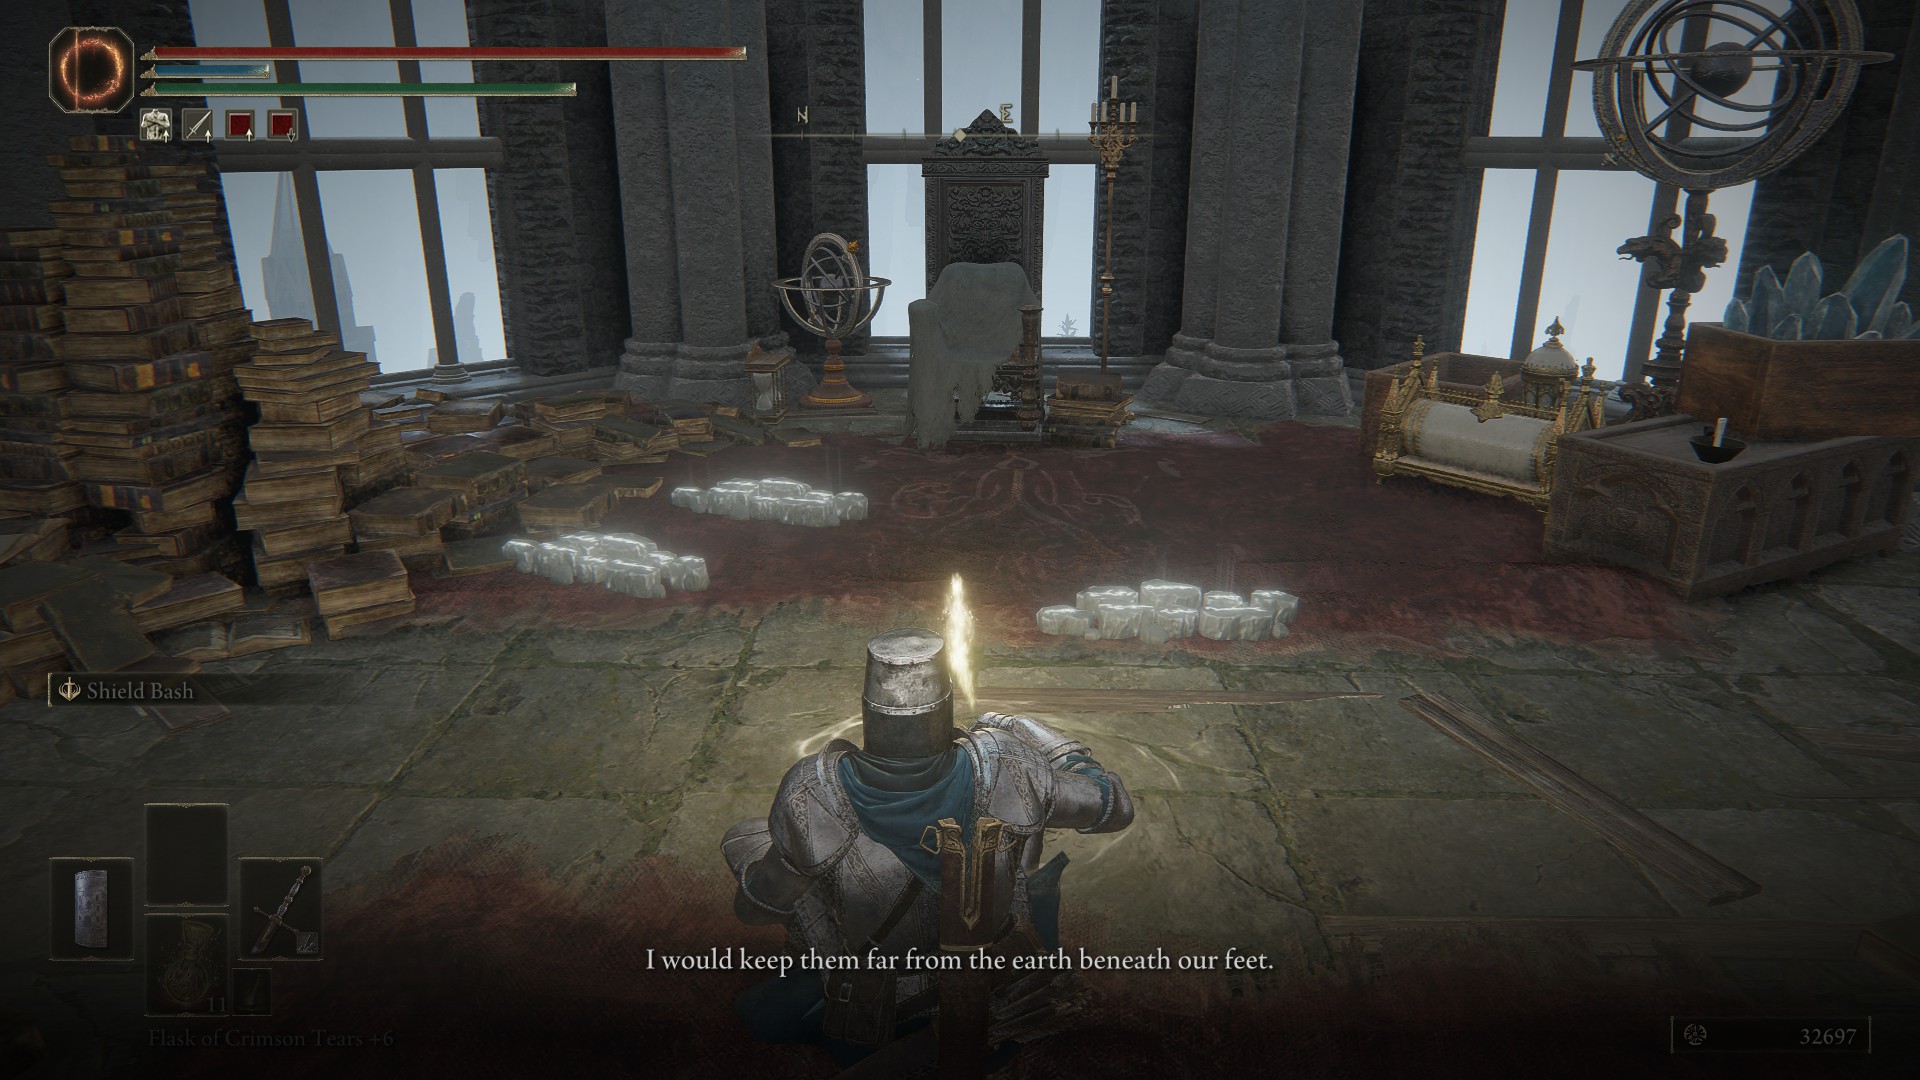 N
E
Shield Bash
I would keep them far from the earth beneath our feet.
11
Flask of Crimson Tears +6
32697